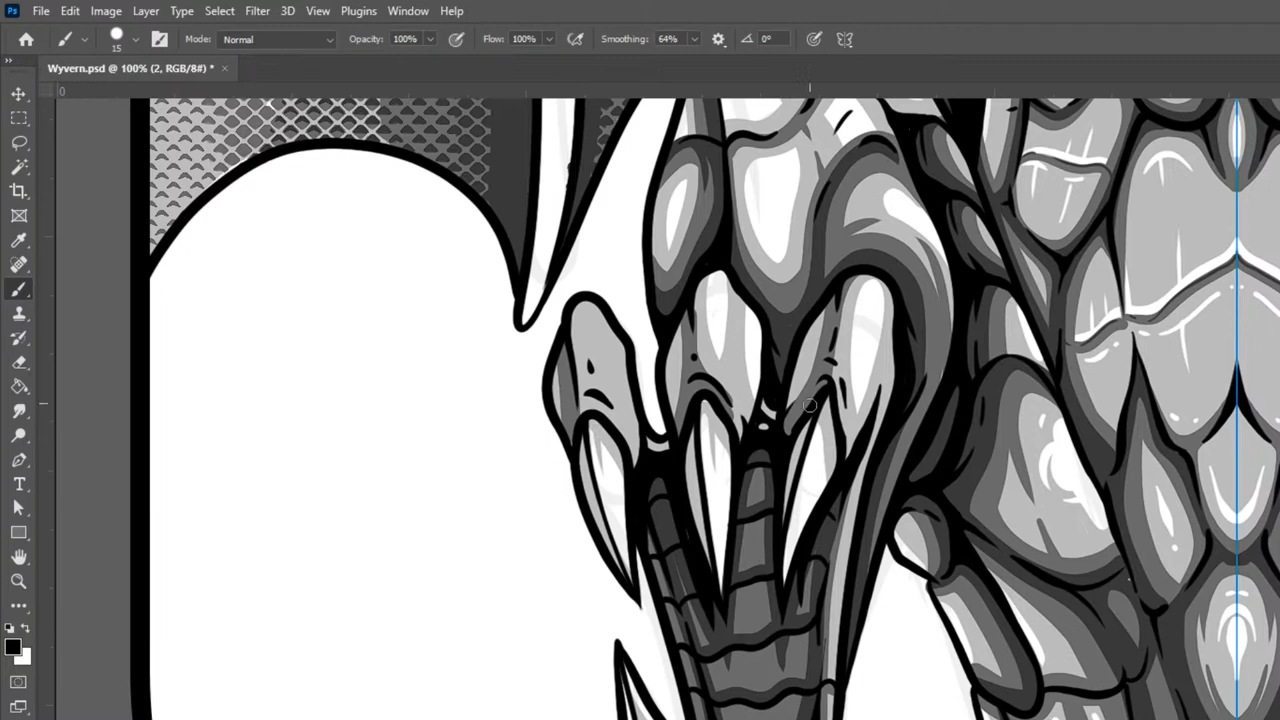 Ps File Edit Image Layer Type Select Filter 3D View Plugins Window Help
15 Mode: Normal Opacity: 100% Flow: 100% Smoothing: 64% 0°
Wyvern.psd @ 100% (2, RGB/8#) * ×
0
T